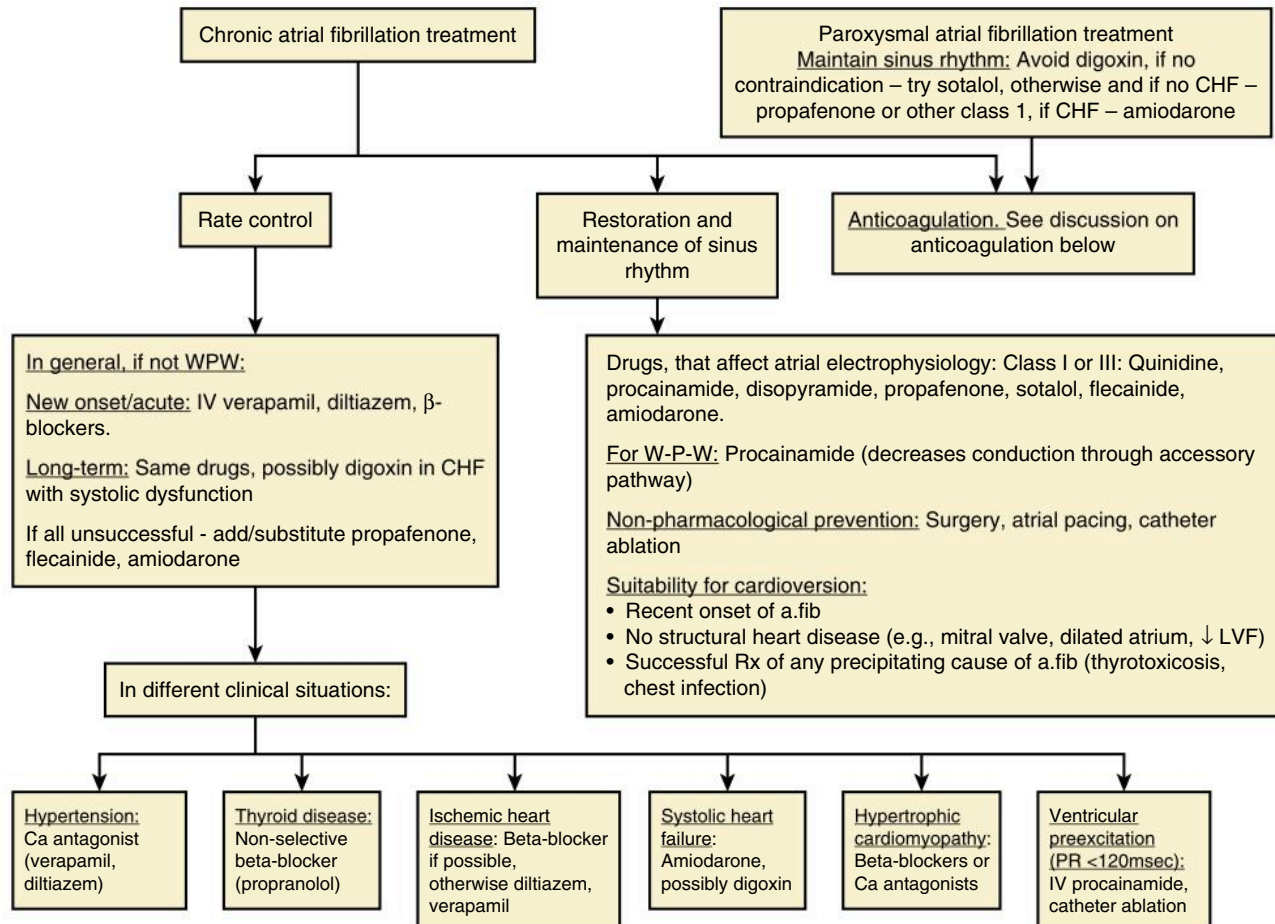 Chronic atrial fibrillation treatment
Paroxysmal atrial fibrillation treatment
Maintain sinus rhythm: Avoid digoxin, if no
contraindication – try sotalol, otherwise and if no CHF –
propafenone or other class 1, if CHF – amiodarone
Rate control
Restoration and
maintenance of sinus
rhythm
Anticoagulation. See discussion on
anticoagulation below
In general, if not WPW:
New onset/acute: IV verapamil, diltiazem, β-
blockers.
Long-term: Same drugs, possibly digoxin in CHF
with systolic dysfunction
If all unsuccessful - add/substitute propafenone,
flecainide, amiodarone
Drugs, that affect atrial electrophysiology: Class I or III: Quinidine,
procainamide, disopyramide, propafenone, sotalol, flecainide,
amiodarone.
For W-P-W: Procainamide (decreases conduction through accessory
pathway)
Non-pharmacological prevention: Surgery, atrial pacing, catheter
ablation
Suitability for cardioversion:
• Recent onset of a.fib
• No structural heart disease (e.g., mitral valve, dilated atrium, ↓ LVF)
• Successful Rx of any precipitating cause of a.fib (thyrotoxicosis,
chest infection)
In different clinical situations:
Hypertension:
Ca antagonist
(verapamil,
diltiazem)
Thyroid disease:
Non-selective
beta-blocker
(propranolol)
Ischemic heart
disease: Beta-blocker
if possible,
otherwise diltiazem,
verapamil
Systolic heart
failure:
Amiodarone,
possibly digoxin
Hypertrophic
cardiomyopathy:
Beta-blockers or
Ca antagonists
Ventricular
preexcitation
(PR <120msec):
IV procainamide,
catheter ablation